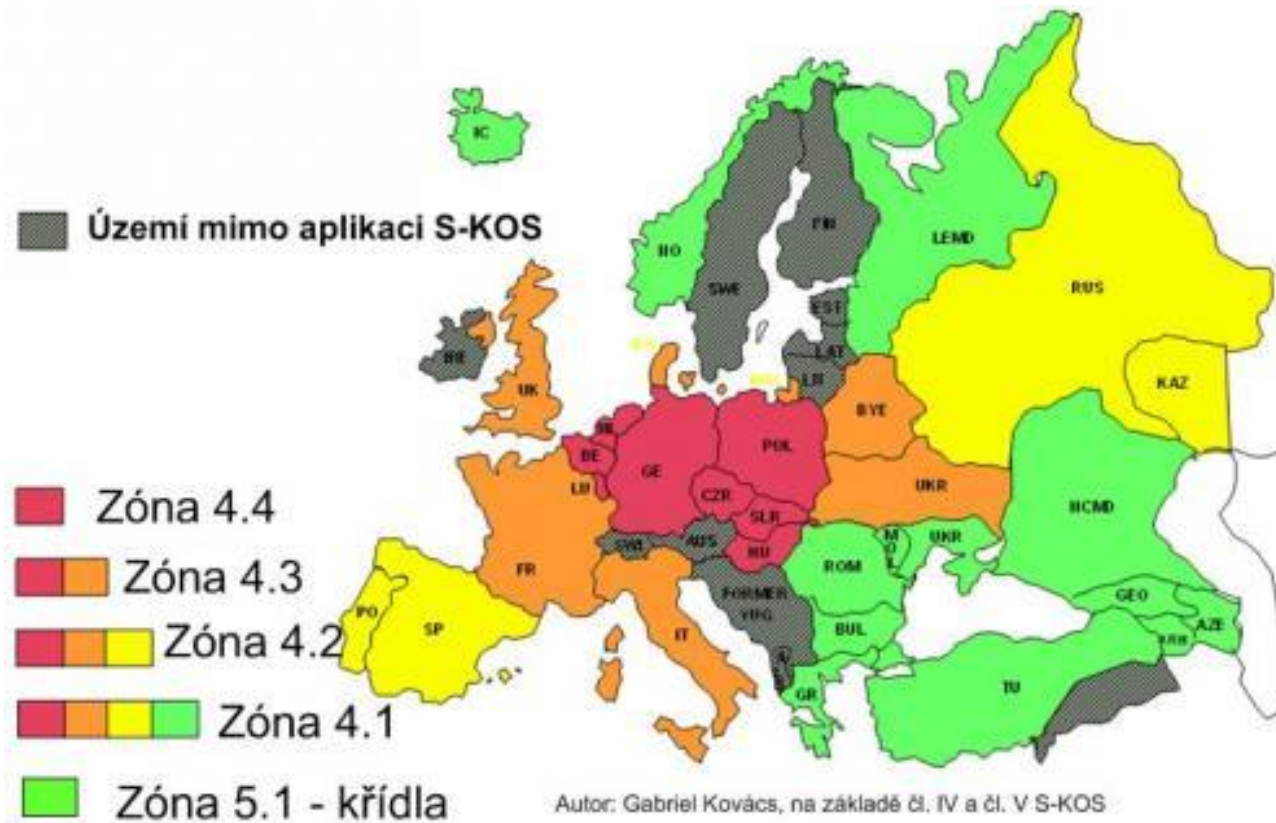 IC
Území mimo aplikaci S-KOS
NO
SWE
FIN
LEMD
RUS
EST
LAT
IRE
UK
KAZ
BYE
BE
GE
POL
LU
CZR
SLR
UKR
HU
AUS
SWI
FR
ROM
MOL
UKR
NCMD
FORMER
YUG
IT
BUL
GEO
AZE
ARM
PO
SP
GR
TU
Zóna 4.4
Zóna 4.3
Zóna 4.2
Zóna 4.1
Zóna 5.1 - křídla
Autor: Gabriel Kovács, na základě čl. IV a čl. V S-KOS